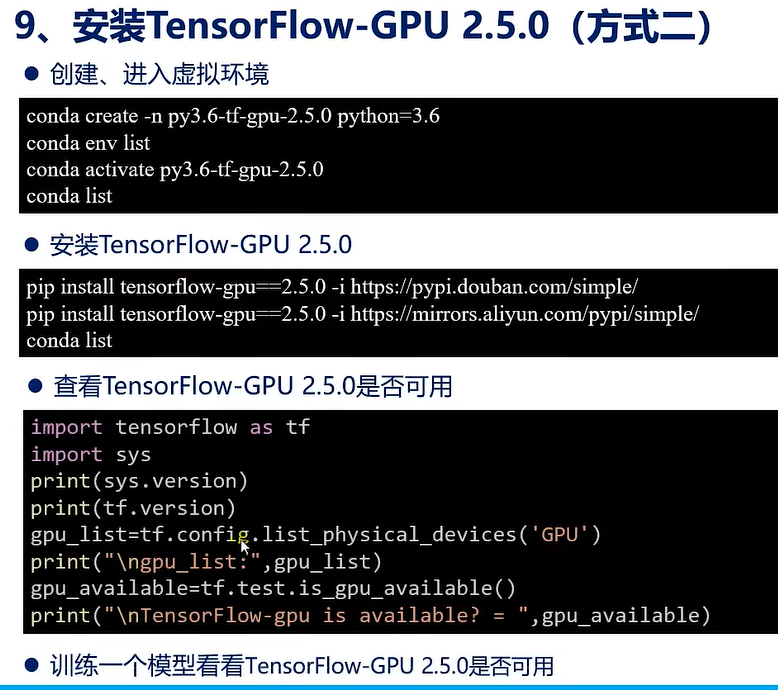 9、安装TensorFlow-GPU 2.5.0（方式二）
● 创建、进入虚拟环境
conda create -n py3.6-tf-gpu-2.5.0 python=3.6
conda env list
conda activate py3.6-tf-gpu-2.5.0
conda list
● 安装TensorFlow-GPU 2.5.0
pip install tensorflow-gpu==2.5.0 -i https://pypi.douban.com/simple/
pip install tensorflow-gpu==2.5.0 -i https://mirrors.aliyun.com/pypi/simple/
conda list
● 查看TensorFlow-GPU 2.5.0是否可用
import tensorflow as tf
import sys
print(sys.version)
print(tf.version)
gpu_list=tf.config.list_physical_devices('GPU')
print("\ngpu_list:",gpu_list)
gpu_available=tf.test.is_gpu_available()
print("\nTensorFlow-gpu is available? = ",gpu_available)
● 训练一个模型看看TensorFlow-GPU 2.5.0是否可用